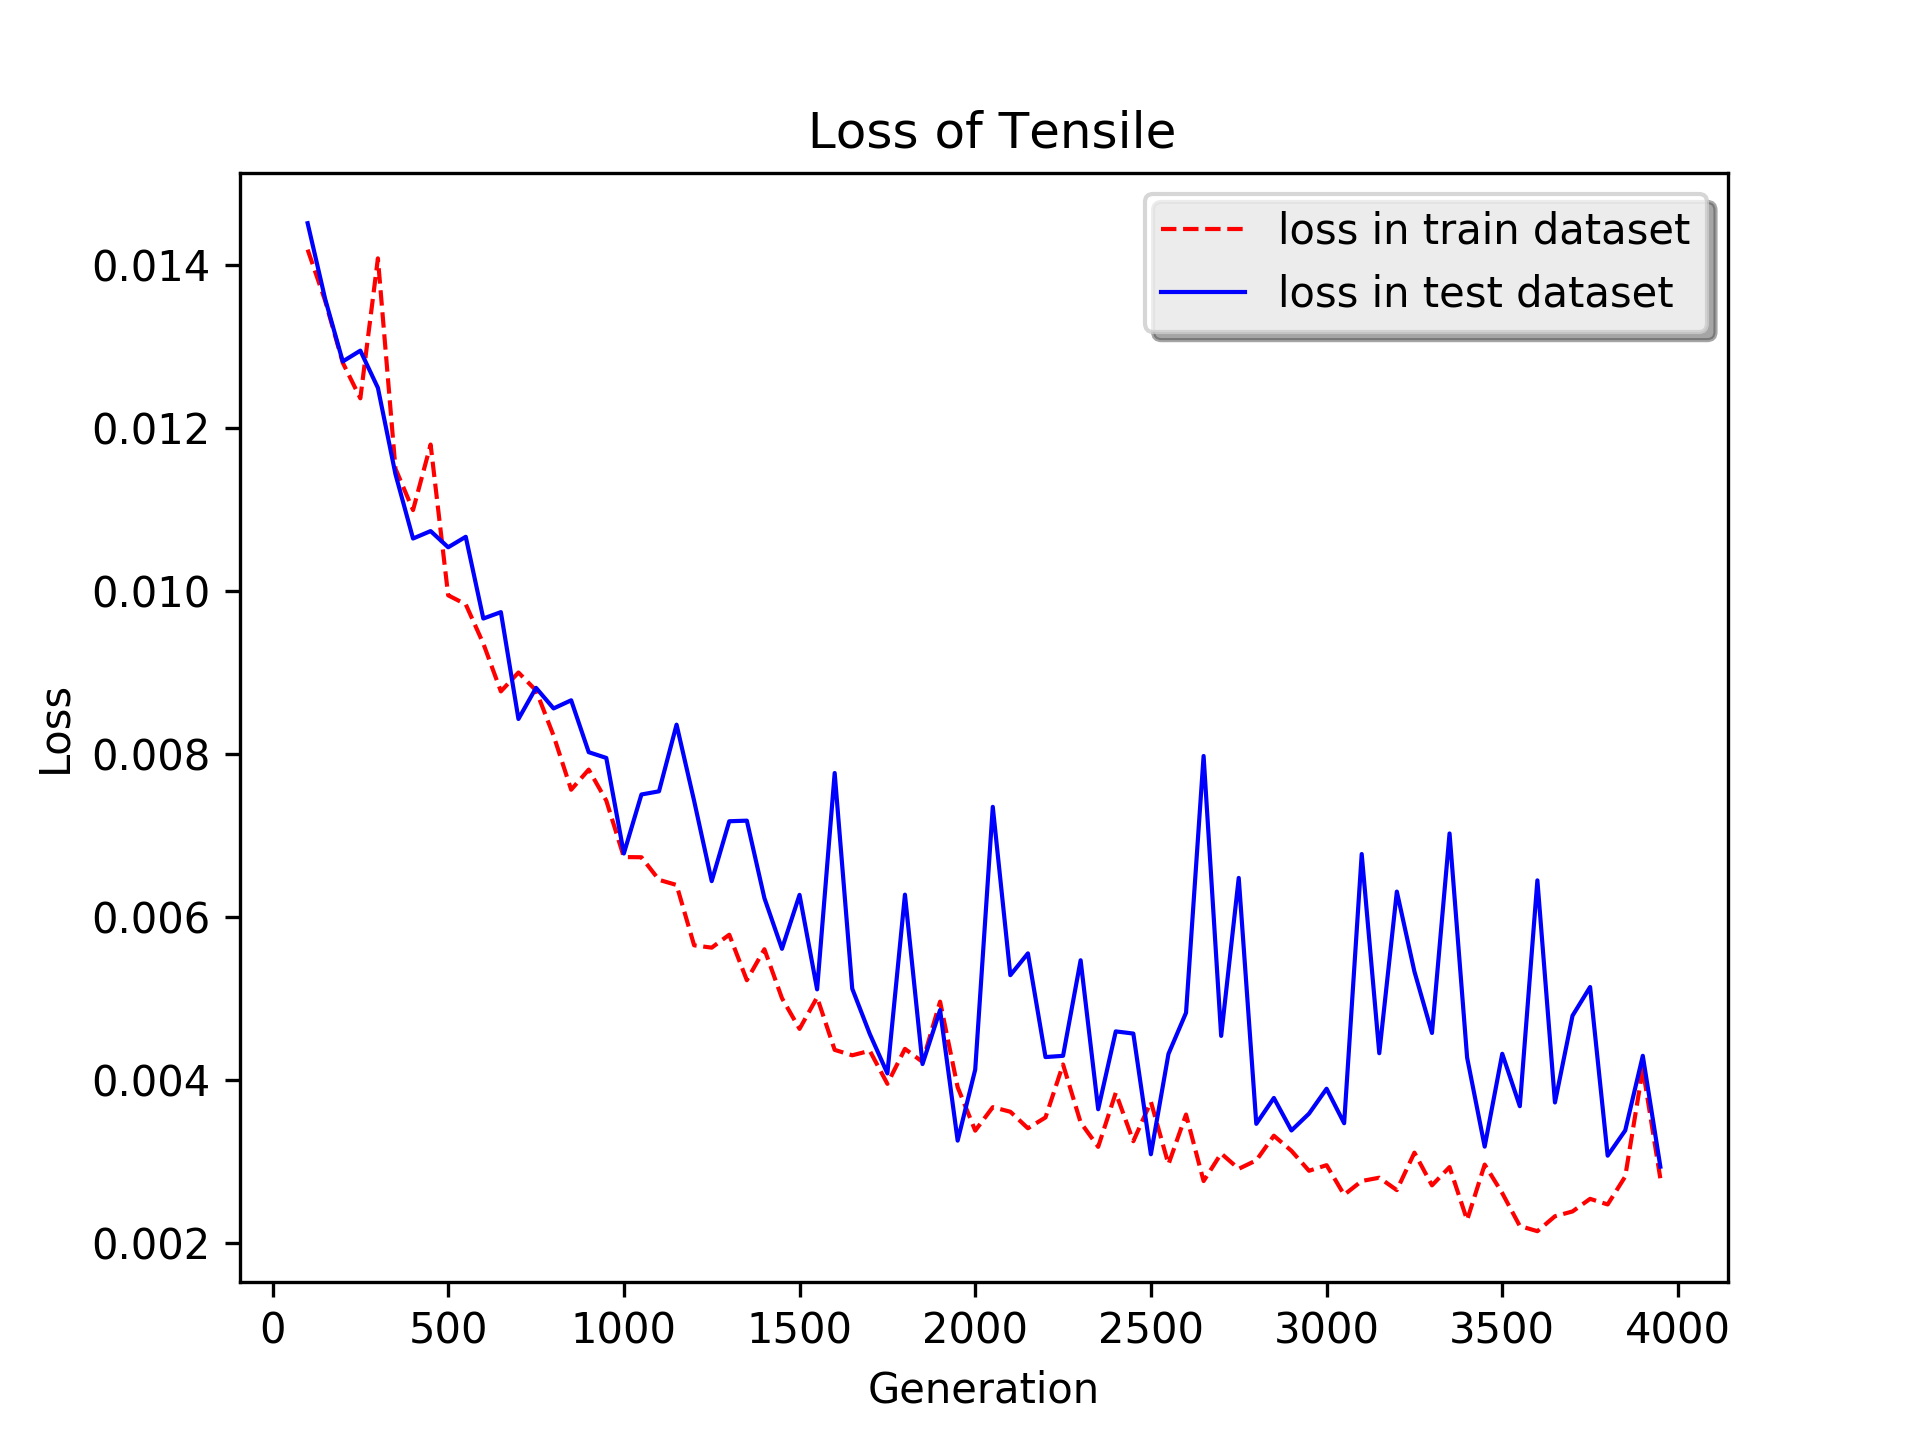 Loss of Tensile
loss in train dataset
loss in test dataset
Loss
0.014
0.012
0.010
0.008
0.006
0.004
0.002
0 500 1000 1500 2000 2500 3000 3500 4000
Generation